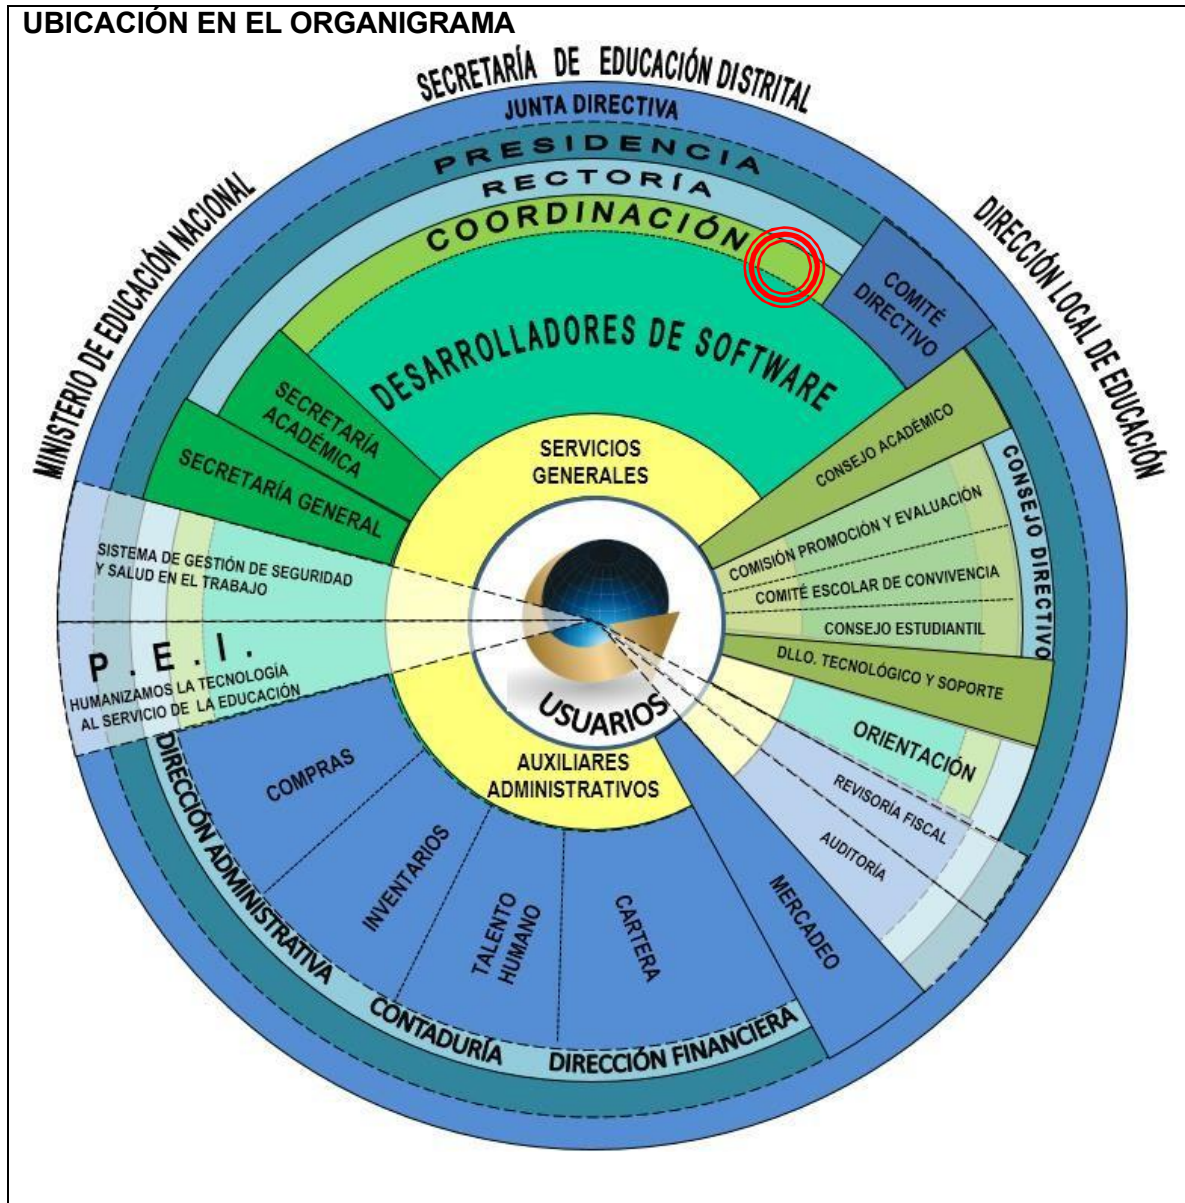 UBICACIÓN EN EL ORGANIGRAMA
SECRETARÍA DE EDUCACIÓN DISTRITAL
MINISTERIO DE EDUCACIÓN NACIONAL
DIRECCIÓN LOCAL DE EDUCACIÓN
JUNTA DIRECTIVA
PRESIDENCIA
RECTORÍA
COORDINACIÓN
DESARROLLADORES DE SOFTWARE
COMITÉ
DIRECTIVO
SECRETARÍA
ACADÉMICA
SECRETARÍA GENERAL
SERVICIOS
GENERALES
CONSEJO ACADÉMICO
CONSEJO DIRECTIVO
COMISIÓN PROMOCIÓN Y EVALUACIÓN
COMITÉ ESCOLAR DE CONVIVENCIA
CONSEJO ESTUDIANTIL
DLLO. TECNOLÓGICO Y SOPORTE
ORIENTACIÓN
REVISORÍA FISCAL
AUDITORÍA
MERCADEO
SISTEMA DE GESTIÓN DE SEGURIDAD
Y SALUD EN EL TRABAJO
P.E.I.
HUMANIZAMOS LA TECNOLOGÍA
AL SERVICIO DE LA EDUCACIÓN
USUARIOS
AUXILIARES
ADMINISTRATIVOS
COMPRAS
INVENTARIOS
TALENTO
HUMANO
CARTERA
DIRECCIÓN ADMINISTRATIVA
CONTADURÍA
DIRECCIÓN FINANCIERA